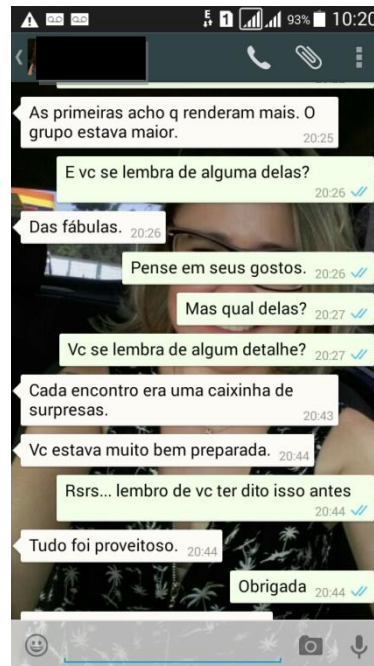 1 93% 10:20
As primeiras acho q renderam mais. O
grupo estava maior.
20:25
E vc se lembra de alguma delas?
20:26
Das fábulas. 20:26
Pense em seus gostos. 20:26
Mas qual delas? 20:27
Vc se lembra de algum detalhe? 20:27
Cada encontro era uma caixinha de
surpresas.
20:43
Vc estava muito bem preparada. 20:44
Rsrs... lembro de vc ter dito isso antes
20:44
Tudo foi proveitoso. 20:44
Obrigada 20:44